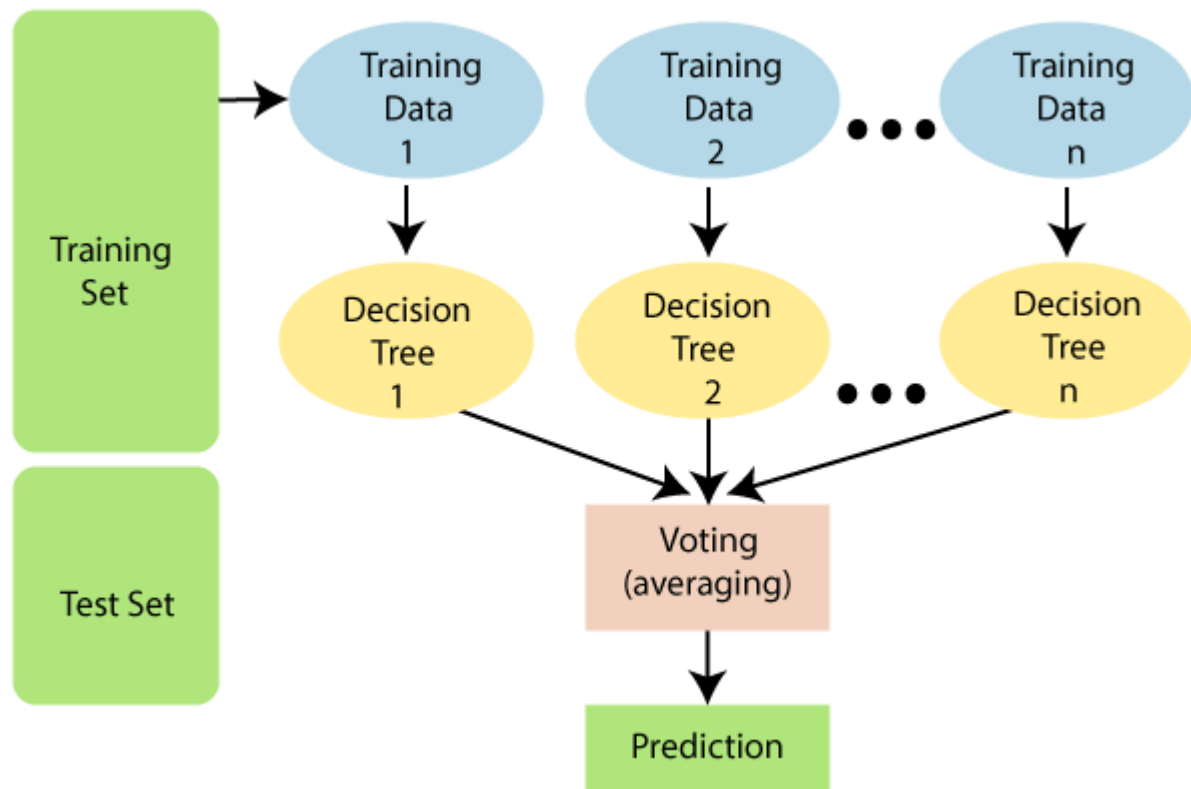 Training
Set
Test Set
Training
Data
1
Training
Data
2
Training
Data
n
Decision
Tree
1
Decision
Tree
2
Decision
Tree
n
Voting
(averaging)
Prediction